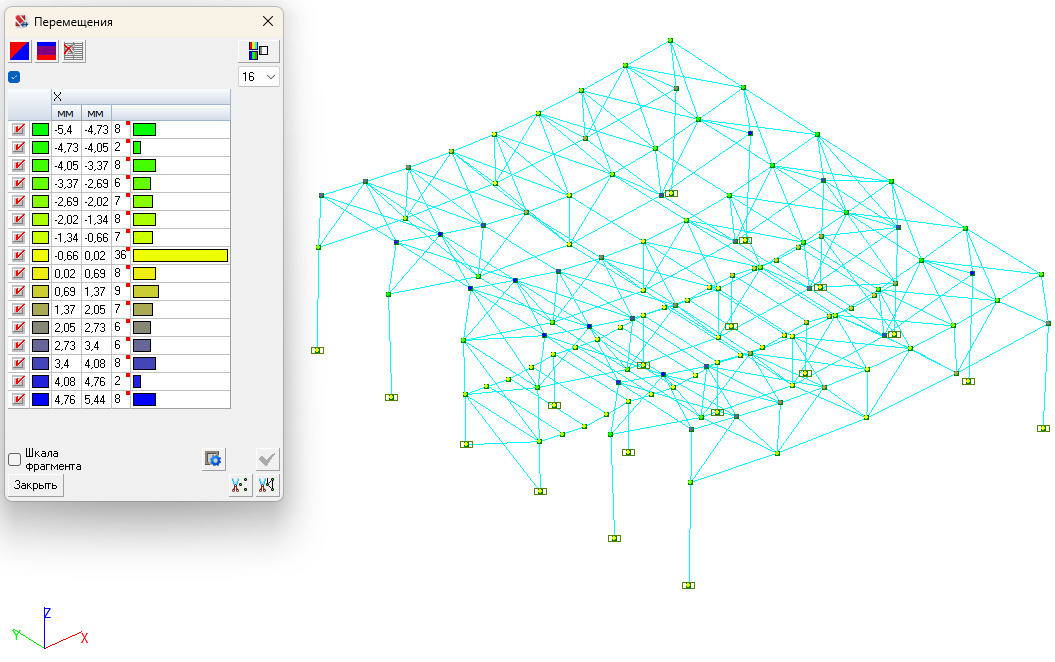 Перемещения
16
X
мм мм
-5,4 -4,73 8
-4,73 -4,05 2
-4,05 -3,37 8
-3,37 -2,69 6
-2,69 -2,02 7
-2,02 -1,34 8
-1,34 -0,66 7
-0,66 0,02 36
0,02 0,69 8
0,69 1,37 9
1,37 2,05 7
2,05 2,73 6
2,73 3,4 6
3,4 4,08 8
4,08 4,76 2
4,76 5,44 8
Шкала
фрагмента
Закрыть
Z
Y X